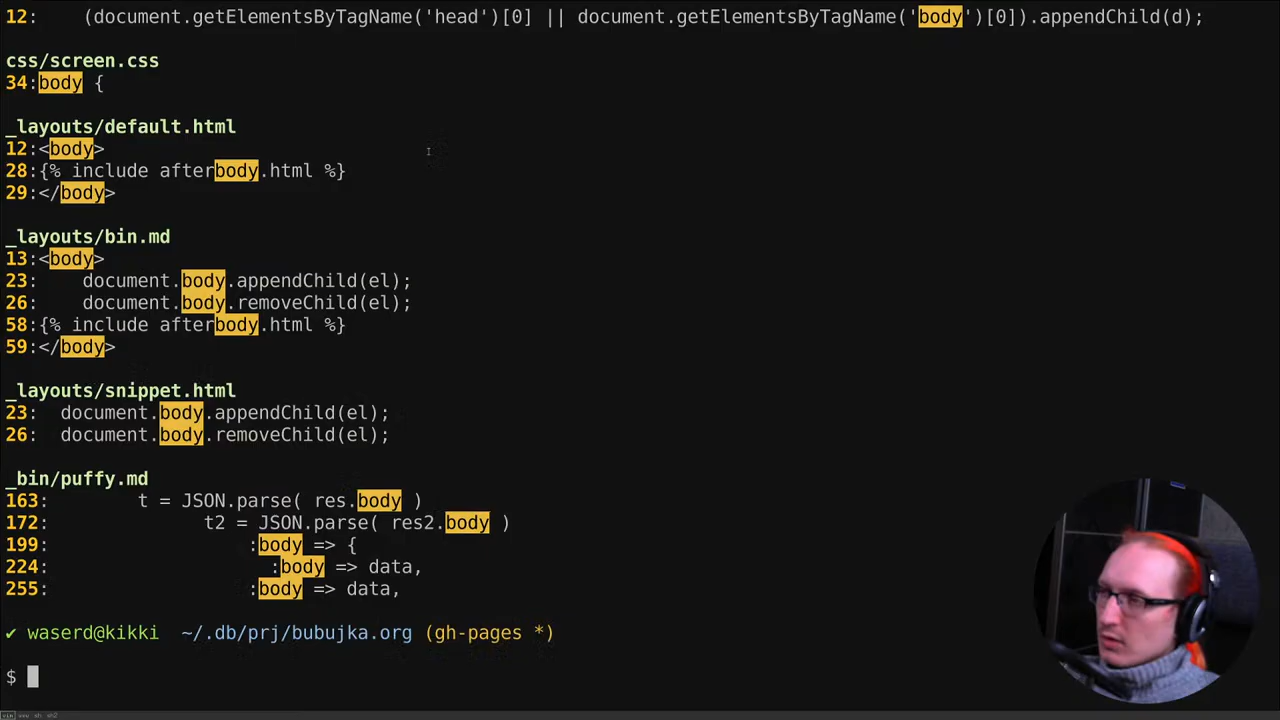 12:    (document.getElementsByTagName('head')[0] || document.getElementsByTagName('body')[0]).appendChild(d);
css/screen.css
34:body {
_layouts/default.html
12:<body>
28:{% include afterbody.html %}
29:</body>
_layouts/bin.md
13:<body>
23:    document.body.appendChild(el);
26:    document.body.removeChild(el);
58:{% include afterbody.html %}
59:</body>
_layouts/snippet.html
23:  document.body.appendChild(el);
26:  document.body.removeChild(el);
_bin/puffy.md
163:        t = JSON.parse( res.body )
172:              t2 = JSON.parse( res2.body )
199:                  :body => {
224:                    :body => data,
255:                  :body => data,
✔ waserd@kikki  ~/.db/prj/bubujka.org (gh-pages *)
$